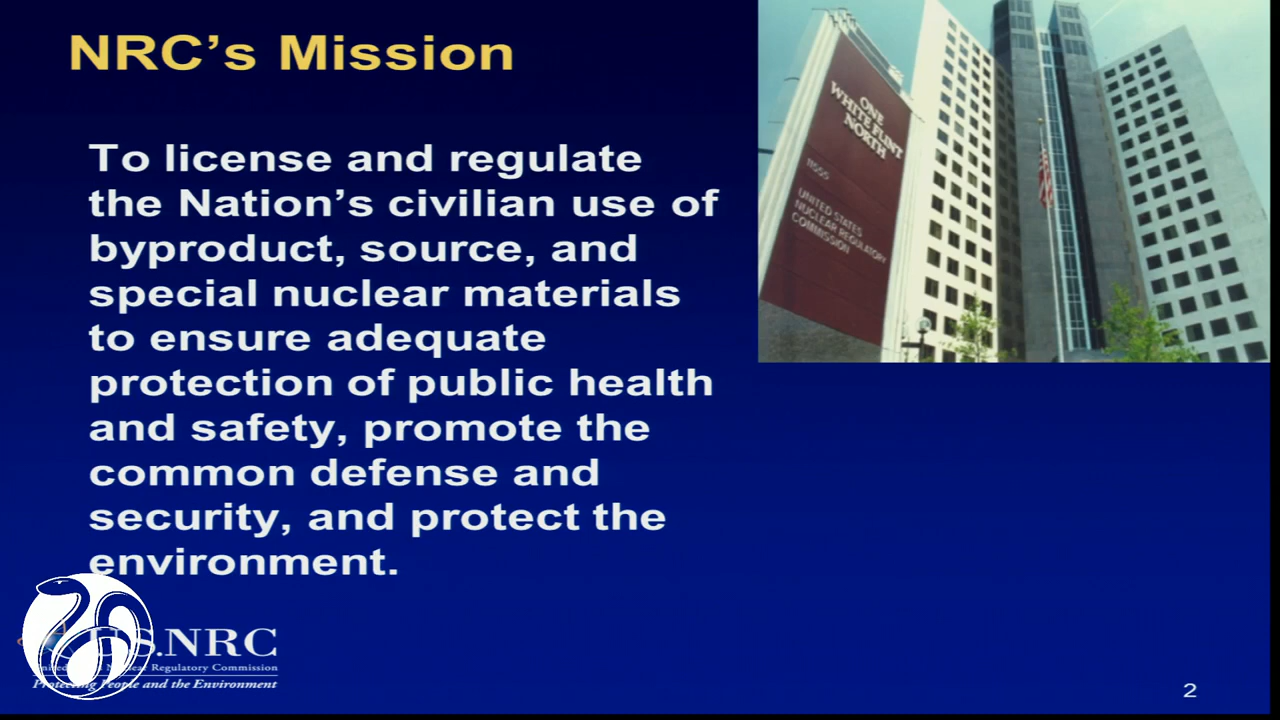 NRC's Mission
To license and regulate
the Nation's civilian use of
byproduct, source, and
special nuclear materials
to ensure adequate
protection of public health
and safety, promote the
common defense and
security, and protect the
environment.
ONE
WHITE FLINT
NORTH
11555
UNITED STATES
NUCLEAR REGULATORY
COMMISSION
U.S.NRC
United States Nuclear Regulatory Commission
Protecting People and the Environment
2